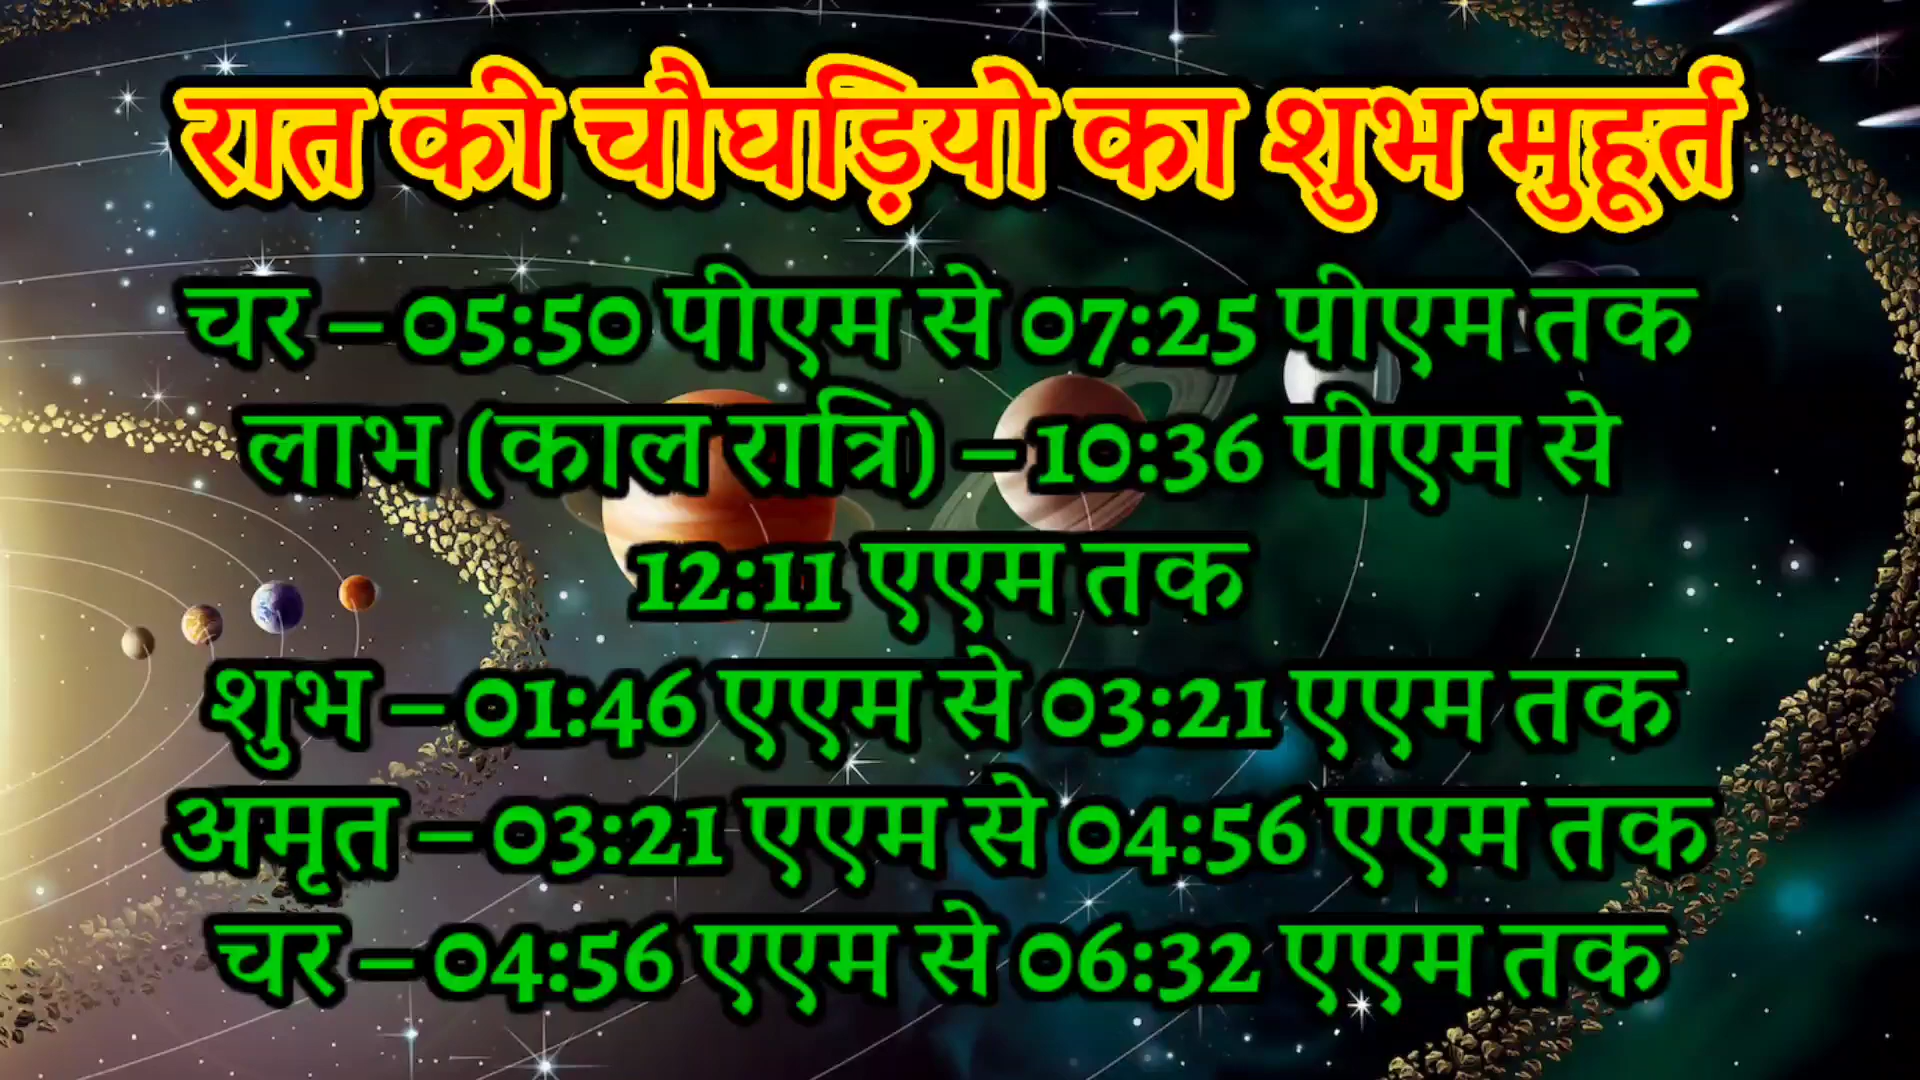 रात की चौघड़ियो का शुभ मुहूर्त
चर – 05:50 पीएम से 07:25 पीएम तक
लाभ (काल रात्रि) – 10:36 पीएम से
12:11 एएम तक
शुभ – 01:46 एएम से 03:21 एएम तक
अमृत – 03:21 एएम से 04:56 एएम तक
चर – 04:56 एएम से 06:32 एएम तक